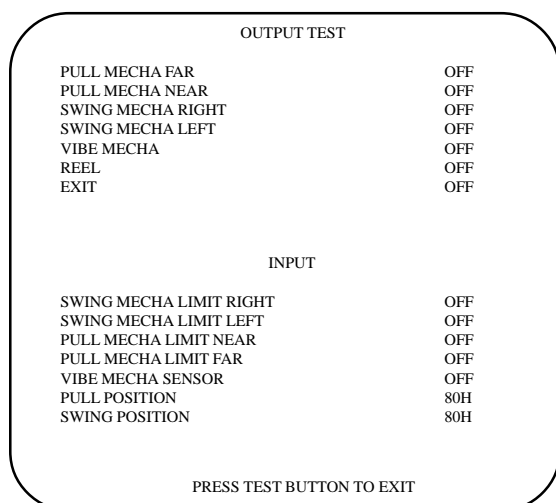 OUTPUT TEST
PULL MECHA FAR OFF
PULL MECHA NEAR OFF
SWING MECHA RIGHT OFF
SWING MECHA LEFT OFF
VIBE MECHA OFF
REEL OFF
EXIT OFF
INPUT
SWING MECHA LIMIT RIGHT OFF
SWING MECHA LIMIT LEFT OFF
PULL MECHA LIMIT NEAR OFF
PULL MECHA LIMIT FAR OFF
VIBE MECHA SENSOR OFF
PULL POSITION 80H
SWING POSITION 80H
PRESS TEST BUTTON TO EXIT